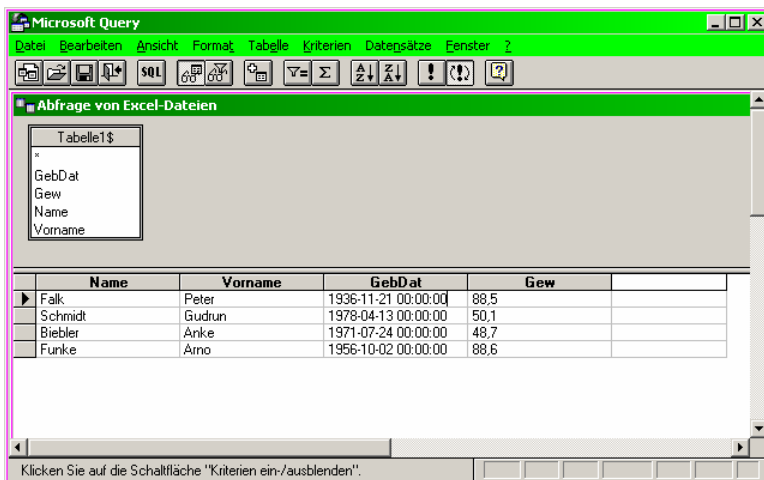 Microsoft Query
Datei Bearbeiten Ansicht Format Tabelle Kriterien Datensätze Fenster ?
SQL
Abfrage von Excel-Dateien
Tabelle1$
*
GebDat
Gew
Name
Vorname
Name Vorname GebDat Gew
Falk Peter 1936-11-21 00:00:00 88,5
Schmidt Gudrun 1978-04-13 00:00:00 50,1
Biebler Anke 1971-07-24 00:00:00 48,7
Funke Arno 1956-10-02 00:00:00 88,6
Klicken Sie auf die Schaltfläche "Kriterien ein-/ausblenden".